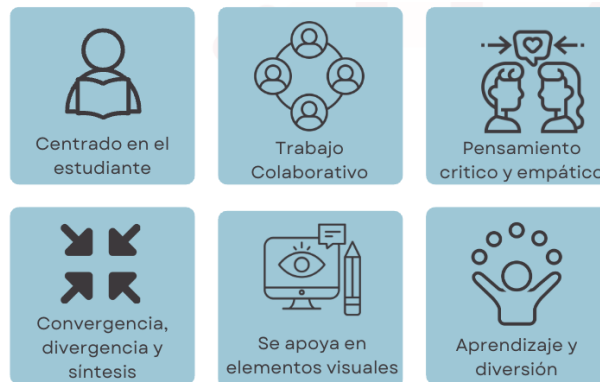 Centrado en el
estudiante
Trabajo
Colaborativo
Pensamiento
critico y empático
Convergencia,
divergencia y
síntesis
Se apoya en
elementos visuales
Aprendizaje y
diversión